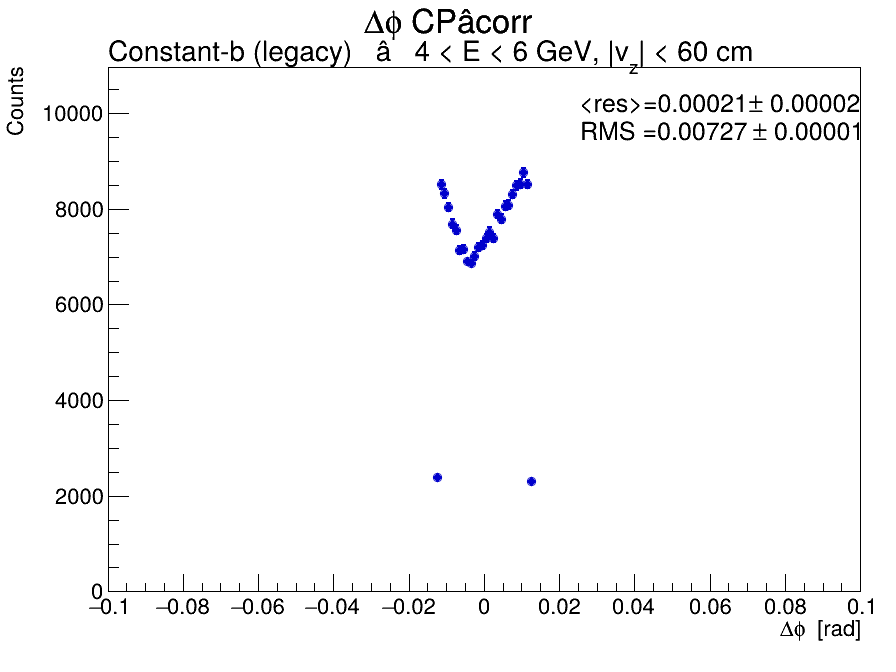 Δϕ CPâcorr
Constant-b (legacy) â 4 < E < 6 GeV, |v_z| < 60 cm
Counts
<res>=0.00021± 0.00002
RMS =0.00727± 0.00001
10000
8000
6000
4000
2000
0
−0.1 −0.08 −0.06 −0.04 −0.02 0 0.02 0.04 0.06 0.08 0.1
Δϕ [rad]